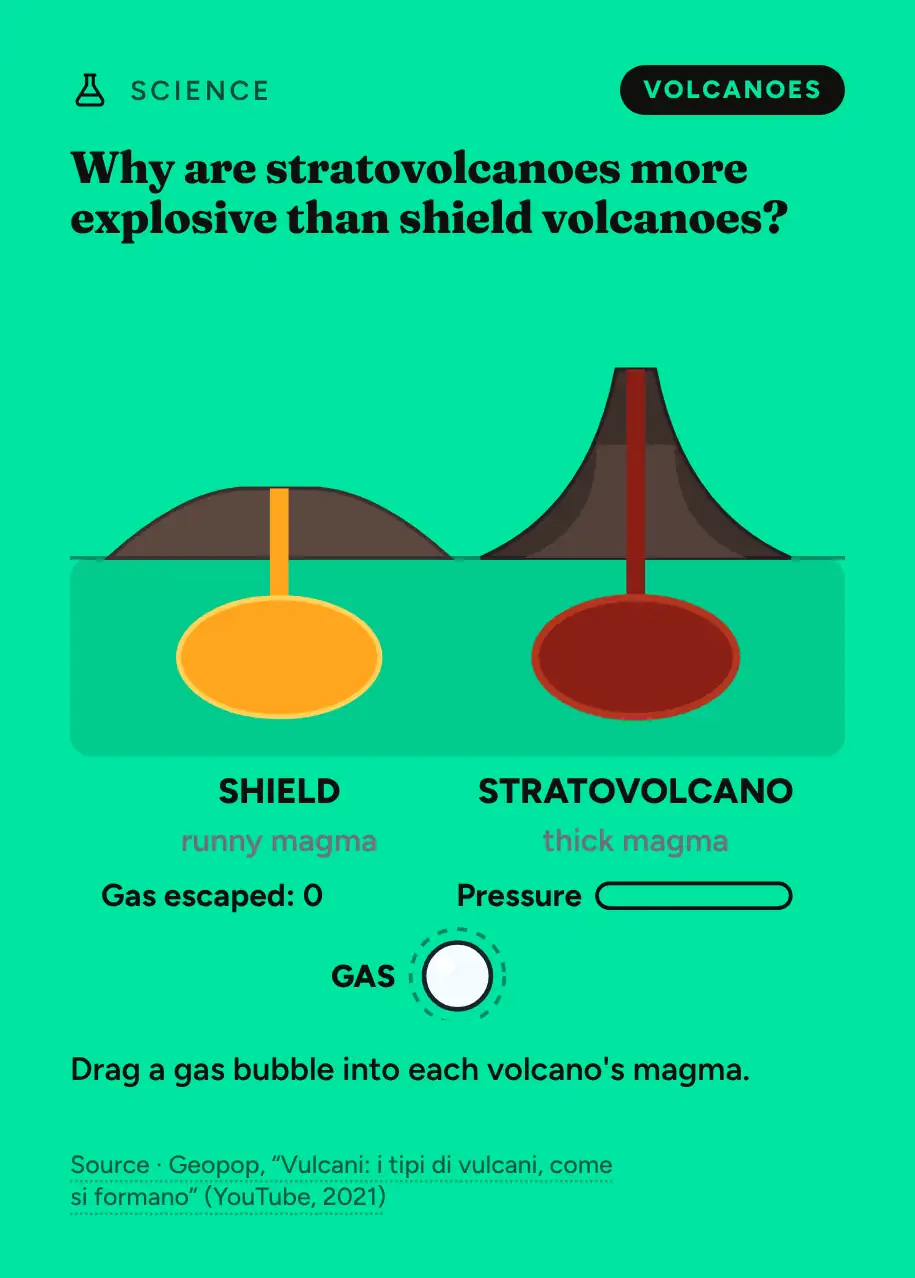 SCIENCE
VOLCANOES
Why are stratovolcanoes more
explosive than shield volcanoes?
SHIELD
STRATOVOLCANO
runny magma
thick magma
Gas escaped: 0
Pressure
GAS
Drag a gas bubble into each volcano's magma.
Source · Geopop, “Vulcani: i tipi di vulcani, come
si formano” (YouTube, 2021)